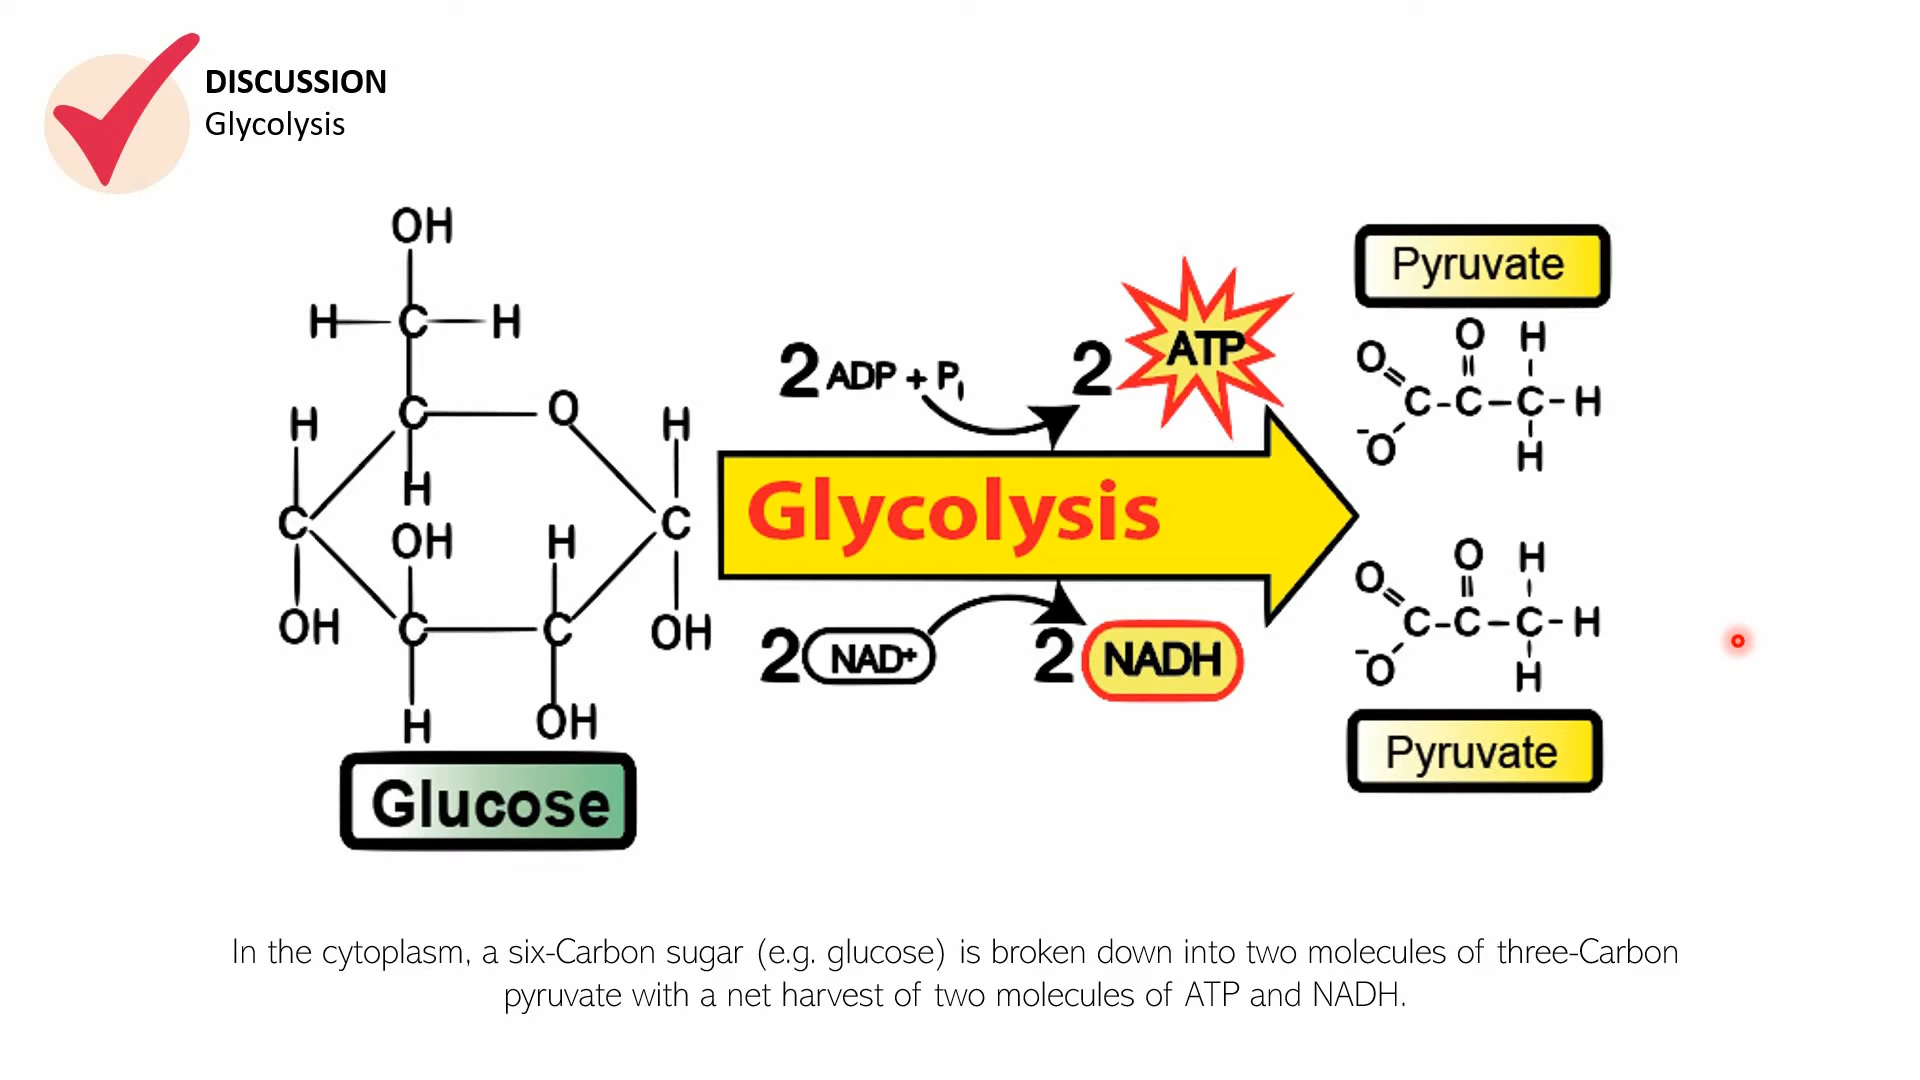 DISCUSSION
Glycolysis
OH
H C H
H C O H
H
C OH H C
OH C C OH
H OH
Glucose
2 ADP + Pi 2 ATP
Glycolysis
2 NAD+ 2 NADH
Pyruvate
O O H
C-C-C-H
-O H
O O H
C-C-C-H
-O H
Pyruvate
In the cytoplasm, a six-Carbon sugar (e.g. glucose) is broken down into two molecules of three-Carbon
pyruvate with a net harvest of two molecules of ATP and NADH.